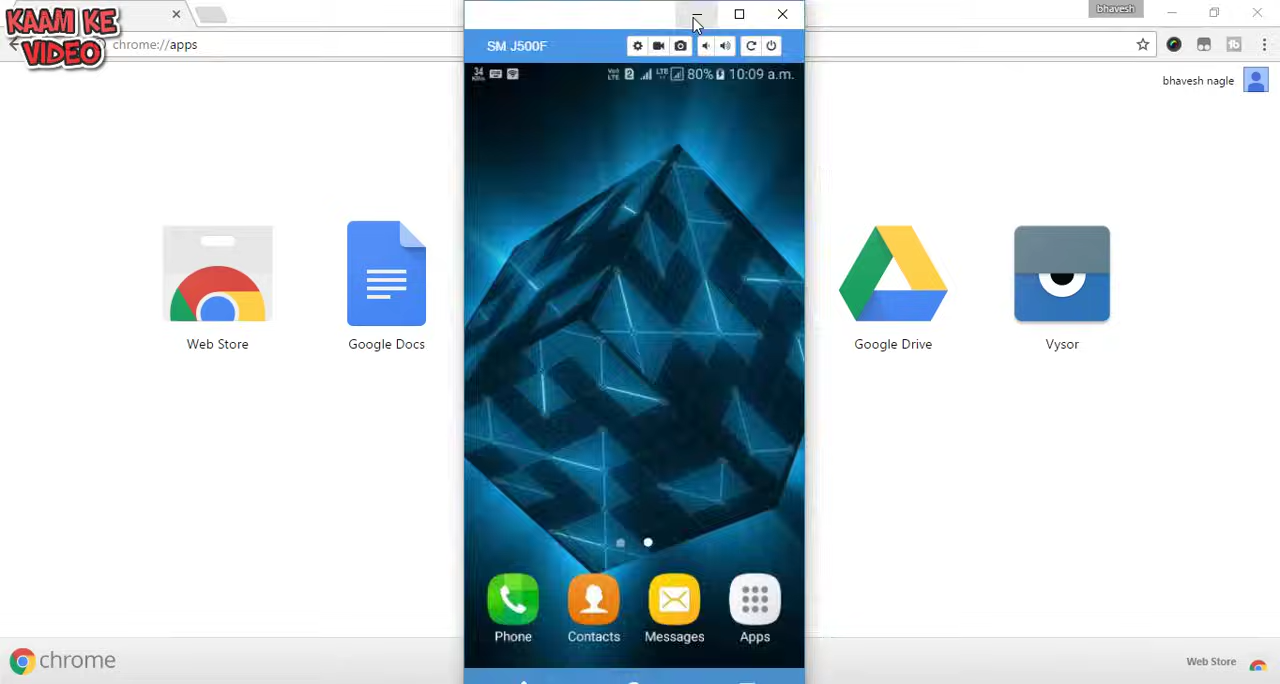 KAAM KE
VIDEO
bhavesh
chrome://apps
bhavesh nagle
SM J500F
80% 10:09 a.m.
Web Store
Google Docs
Google Drive
Vysor
Phone
Contacts
Messages
Apps
chrome
Web Store